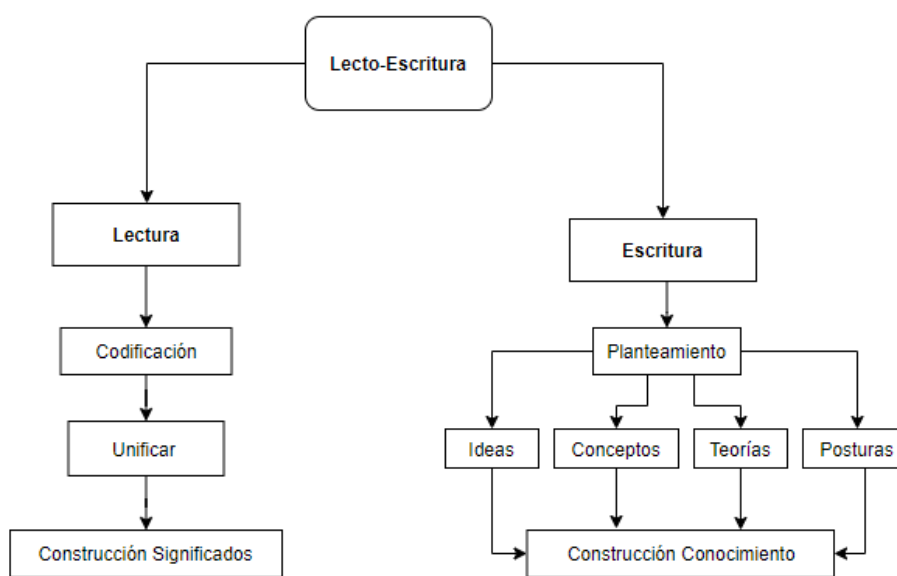 Lecto-Escritura
Lectura
Escritura
Codificación
Planteamiento
Unificar
Ideas
Conceptos
Teorías
Posturas
Construcción Significados
Construcción Conocimiento